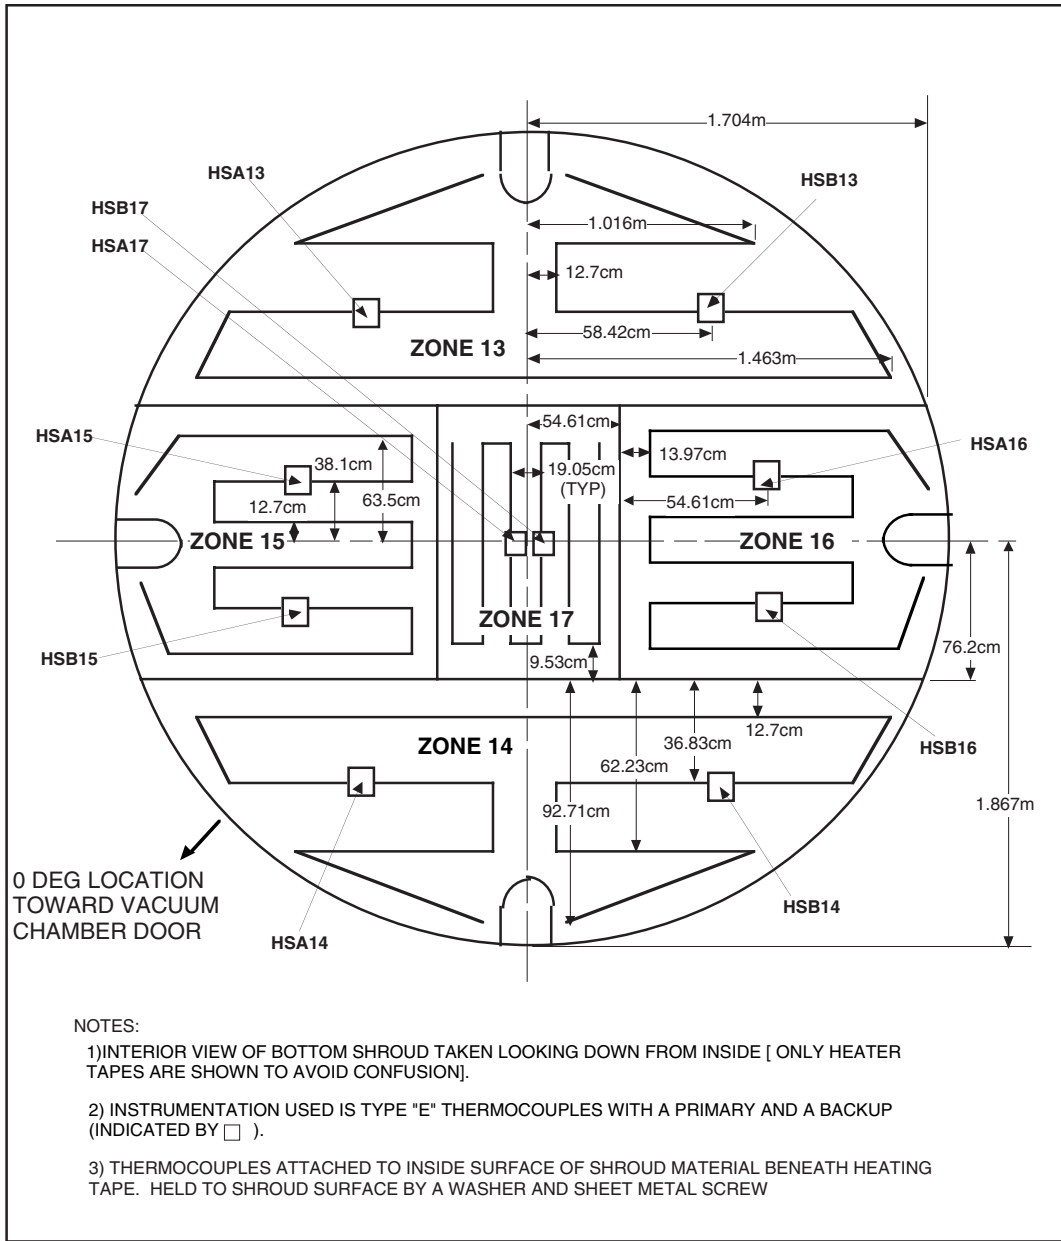 1.704m
HSA13
HSB13
HSB17
1.016m
HSA17
12.7cm
58.42cm
ZONE 13
1.463m
54.61cm
HSA15
HSA16
38.1cm
13.97cm
19.05cm
(TYP)
63.5cm
54.61cm
12.7cm
ZONE 15
ZONE 16
ZONE 17
76.2cm
HSB15
9.53cm
12.7cm
ZONE 14
36.83cm
HSB16
62.23cm
1.867m
92.71cm
0 DEG LOCATION
TOWARD VACUUM
CHAMBER DOOR
HSB14
HSA14
NOTES:
1)INTERIOR VIEW OF BOTTOM SHROUD TAKEN LOOKING DOWN FROM INSIDE [ ONLY HEATER
TAPES ARE SHOWN TO AVOID CONFUSION].
2) INSTRUMENTATION USED IS TYPE "E" THERMOCOUPLES WITH A PRIMARY AND A BACKUP
(INDICATED BY □ ).
3) THERMOCOUPLES ATTACHED TO INSIDE SURFACE OF SHROUD MATERIAL BENEATH HEATING
TAPE. HELD TO SHROUD SURFACE BY A WASHER AND SHEET METAL SCREW